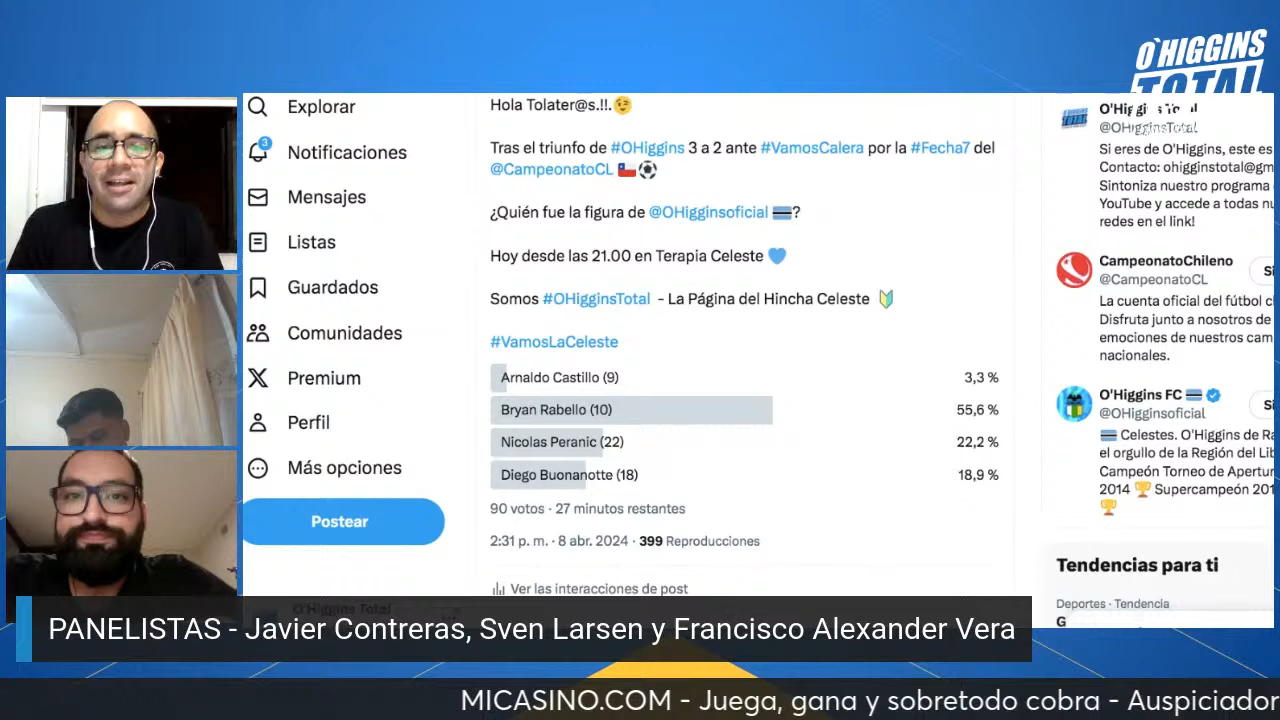 O'HIGGINS
TOTAL
Explorar
3
Notificaciones
Mensajes
Listas
Guardados
Comunidades
Premium
Perfil
Más opciones
Postear
O'Higgins Total
Hola Tolater@s.!!.😉
Tras el triunfo de #OHiggins 3 a 2 ante #VamosCalera por la #Fecha7 del
@CampeonatoCL 🇨🇱⚽
¿Quién fue la figura de @OHigginsoficial 🇧🇼?
Hoy desde las 21.00 en Terapia Celeste 💙
Somos #OHigginsTotal - La Página del Hincha Celeste 🔰
#VamosLaCeleste
Arnaldo Castillo (9) 3,3 %
Bryan Rabello (10) 55,6 %
Nicolas Peranic (22) 22,2 %
Diego Buonanotte (18) 18,9 %
90 votos · 27 minutos restantes
2:31 p. m. · 8 abr. 2024 · 399 Reproducciones
Ver las interacciones de post
O'Higgins Total
@OHigginsTotal
Si eres de O'Higgins, este es
Contacto: ohigginstotal@gm
Sintoniza nuestro programa
YouTube y accede a todas nu
redes en el link!
CampeonatoChileno
@CampeonatoCL
Si
La cuenta oficial del fútbol c
Disfruta junto a nosotros de
emociones de nuestros cam
nacionales.
O'Higgins FC 🇧🇼
@OHigginsoficial
Si
🇧🇼 Celestes. O'Higgins de Ra
el orgullo de la Región del Lib
Campeón Torneo de Apertur
2014 🏆 Supercampeón 201
🏆
Tendencias para ti
Deportes · Tendencia
G
PANELISTAS - Javier Contreras, Sven Larsen y Francisco Alexander Vera
MICASINO.COM - Juega, gana y sobretodo cobra - Auspiciador